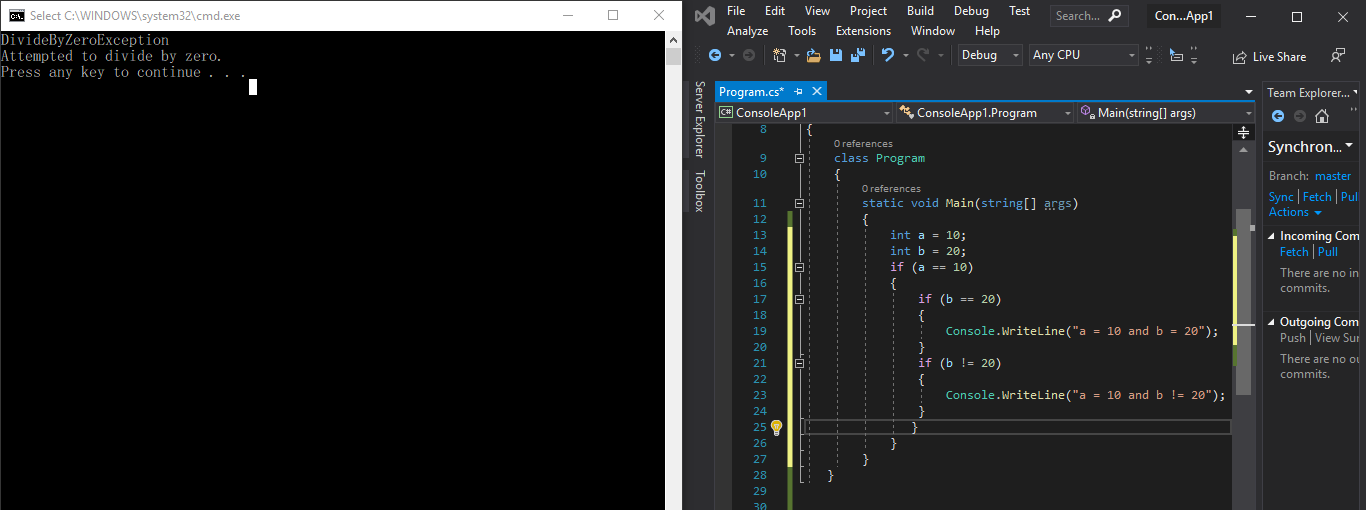 Select C:\WINDOWS\system32\cmd.exe
DivideByZeroException
Attempted to divide by zero.
Press any key to continue . . .
File Edit View Project Build Debug Test
Analyze Tools Extensions Window Help
Search...
Con...App1
Debug
Any CPU
Live Share
Server Explorer
Toolbox
Program.cs*
C# ConsoleApp1
ConsoleApp1.Program
Main(string[] args)
8 {
0 references
9 class Program
10 {
0 references
11 static void Main(string[] args)
12 {
13 int a = 10;
14 int b = 20;
15 if (a == 10)
16 {
17 if (b == 20)
18 {
19 Console.WriteLine("a = 10 and b = 20");
20 }
21 if (b != 20)
22 {
23 Console.WriteLine("a = 10 and b != 20");
24 }
25 }
26 }
27 }
28 }
29
30
Team Explorer...
Synchron...
Branch: master
Sync | Fetch | Pul
Actions
Incoming Com
Fetch | Pull
There are no in
commits.
Outgoing Com
Push | View Sur
There are no ou
commits.